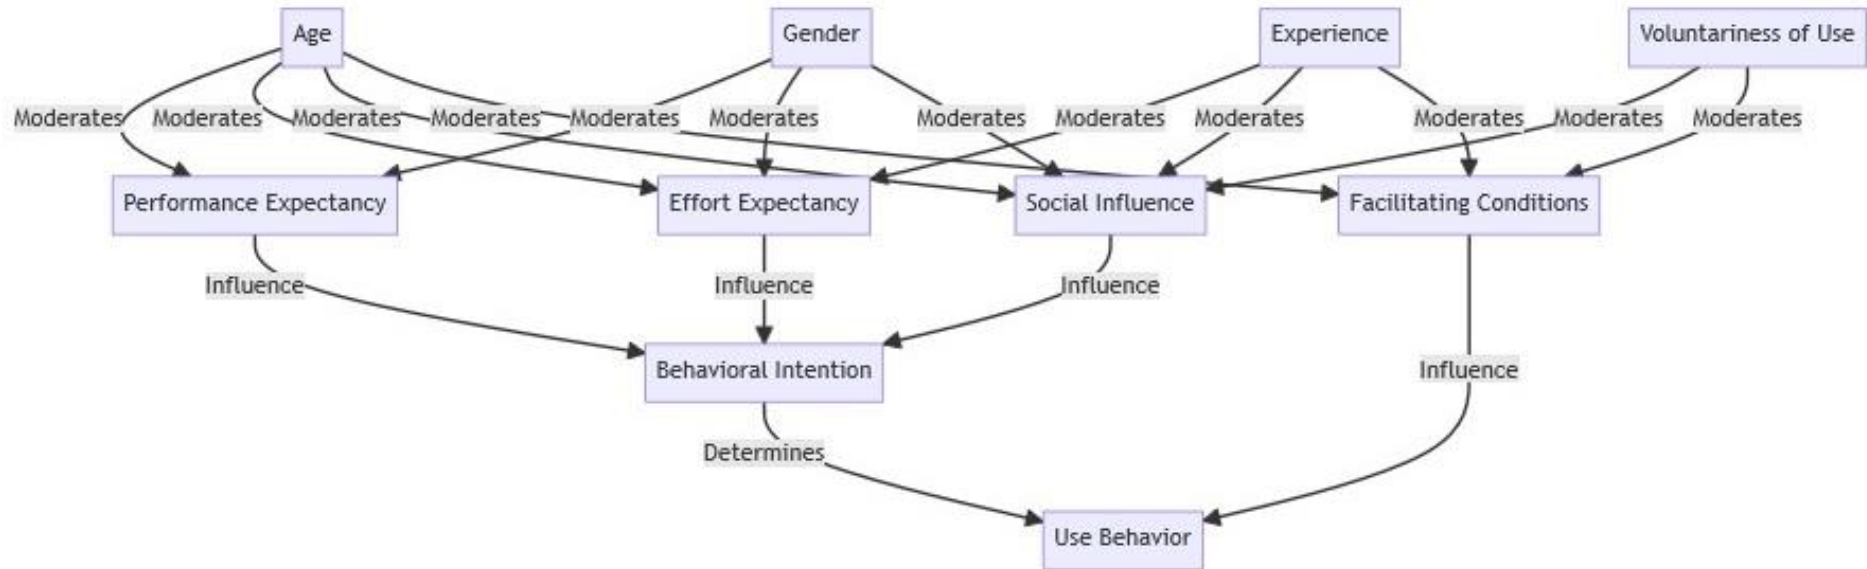 Age
Gender
Experience
Voluntariness of Use
Moderates
Moderates
Moderates
Moderates
Moderates
Moderates
Moderates
Moderates
Moderates
Moderates
Moderates
Moderates
Performance Expectancy
Effort Expectancy
Social Influence
Facilitating Conditions
Influence
Influence
Influence
Behavioral Intention
Influence
Determines
Use Behavior